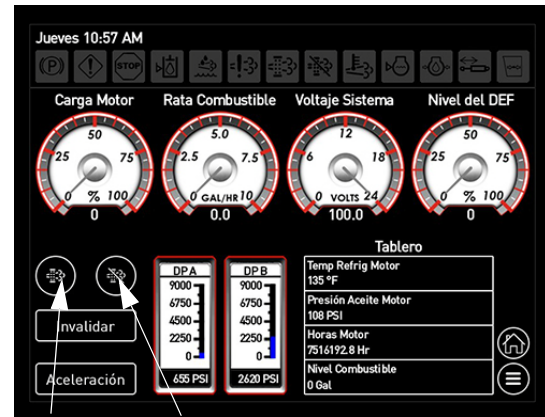 Jueves 10:57 AM
(P) STOP
Carga Motor Rata Combustible Voltaje Sistema Nivel del DEF
50 5.0 12 50
25 75 2.5 7.5 6 18 25 75
0 % 100 0 GAL/HR 10 0 VOLTS 24 0 % 100
0 0.0 100.0 0
Tablero
DP A DP B
9000 9000
6750 6750
4500 4500
2250 2250
0 0
655 PSI 2620 PSI
Temp Refrig Motor
135 °F
Presión Aceite Motor
108 PSI
Horas Motor
7516192.8 Hr
Nivel Combustible
0 Gal
Invalidar
Aceleración